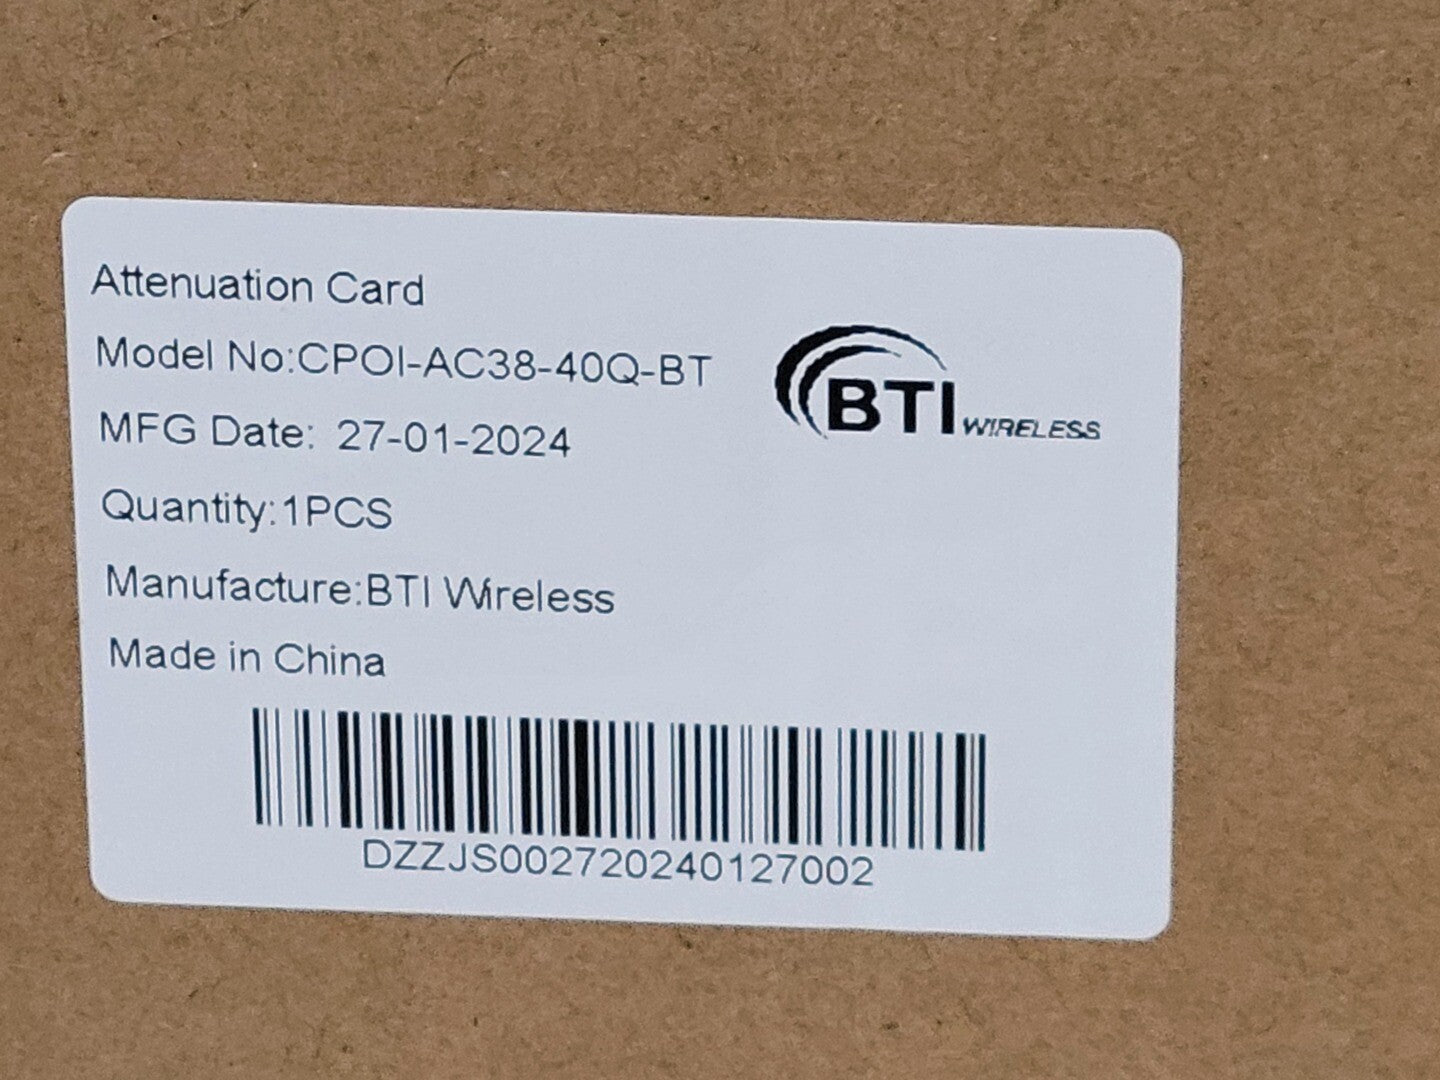 Attenuation Card
Model No:CPOI-AC38-40Q-BT
BTI WIRELESS
MFG Date: 27-01-2024
Quantity:1PCS
Manufacture:BTI Wireless
Made in China
DZZJS002720240127002